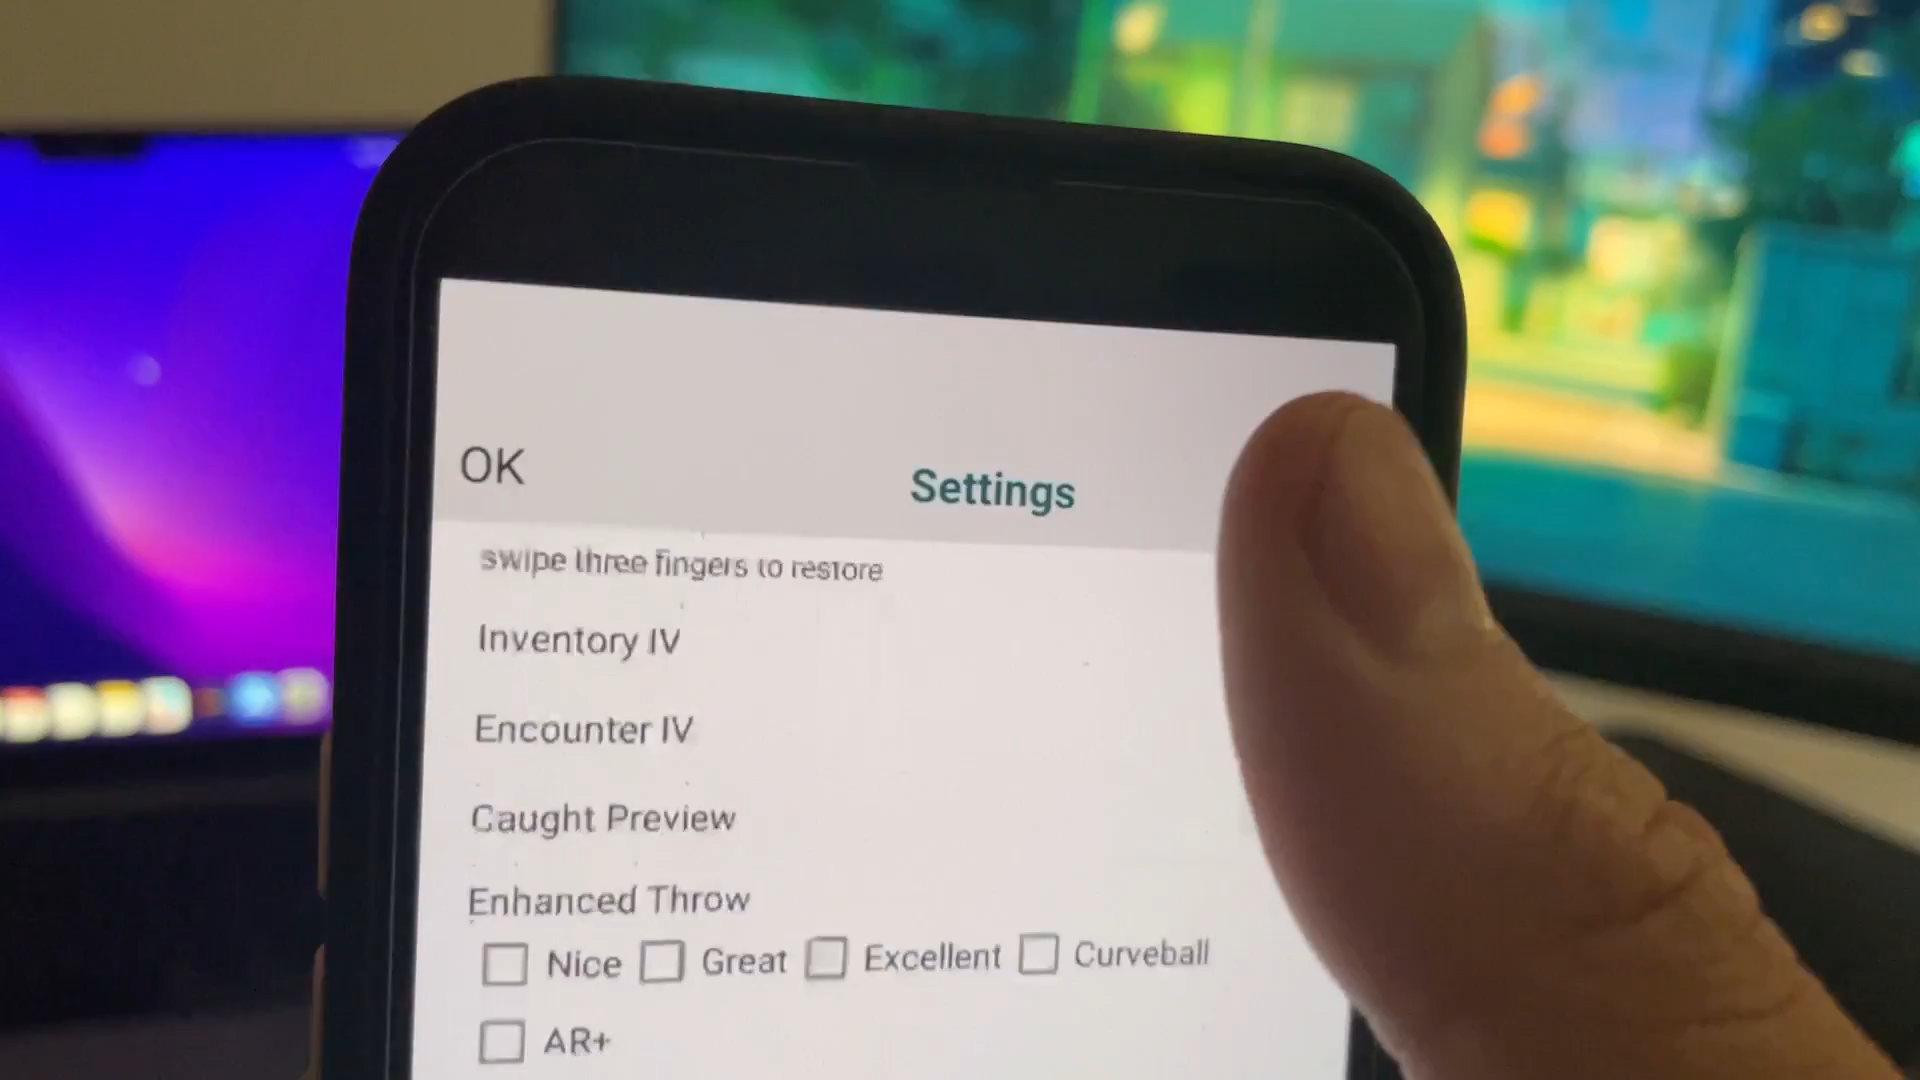 OK
Settings
swipe three fingers to restore
Inventory IV
Encounter IV
Caught Preview
Enhanced Throw
Nice Great Excellent Curveball
AR+